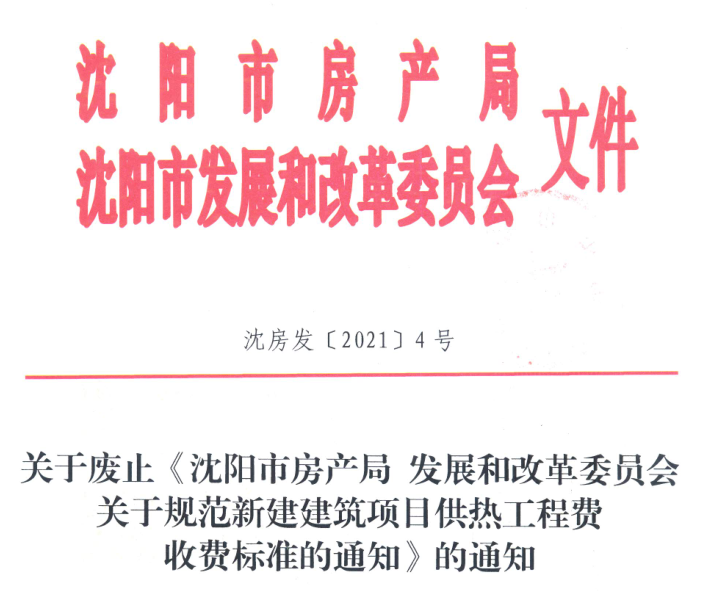 沈阳市房产局
沈阳市发展和改革委员会
文件
沈房发〔2021〕4号
关于废止《沈阳市房产局 发展和改革委员会
关于规范新建建筑项目供热工程费
收费标准的通知》的通知